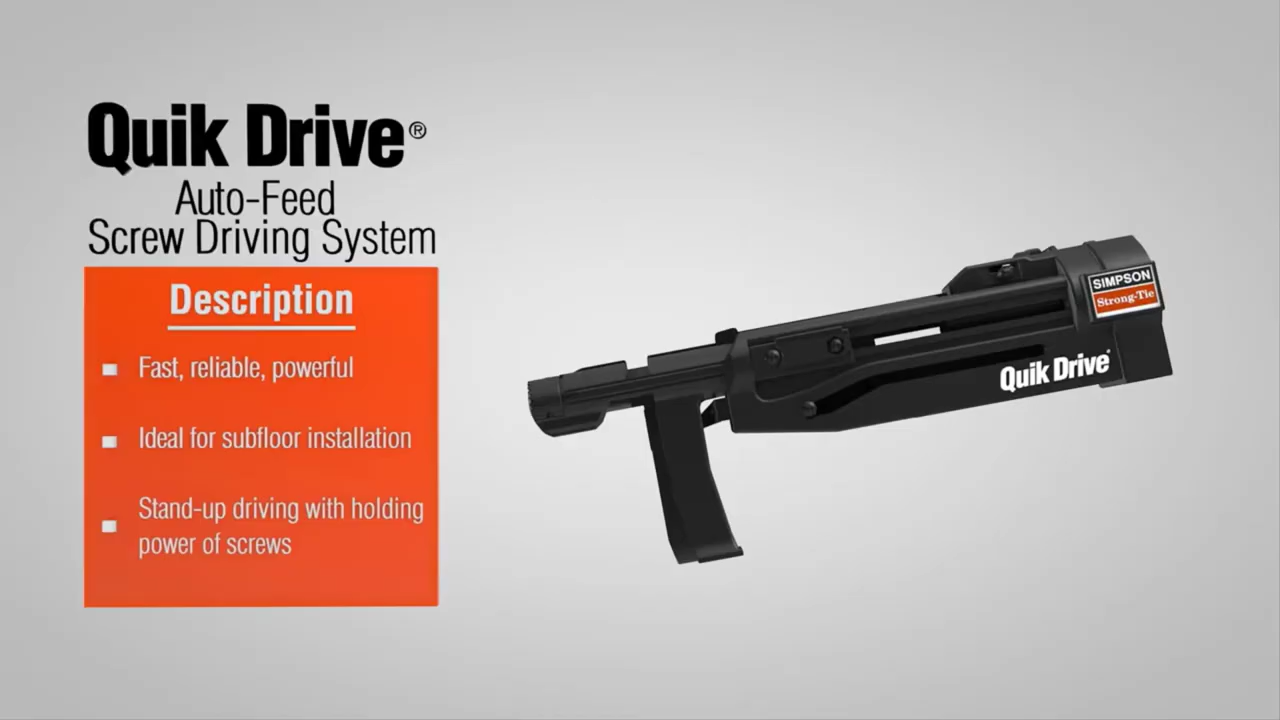 Quik Drive®
Auto-Feed
Screw Driving System
Description
Fast, reliable, powerful
Ideal for subfloor installation
Stand-up driving with holding
power of screws
SIMPSON
Strong-Tie
Quik Drive®